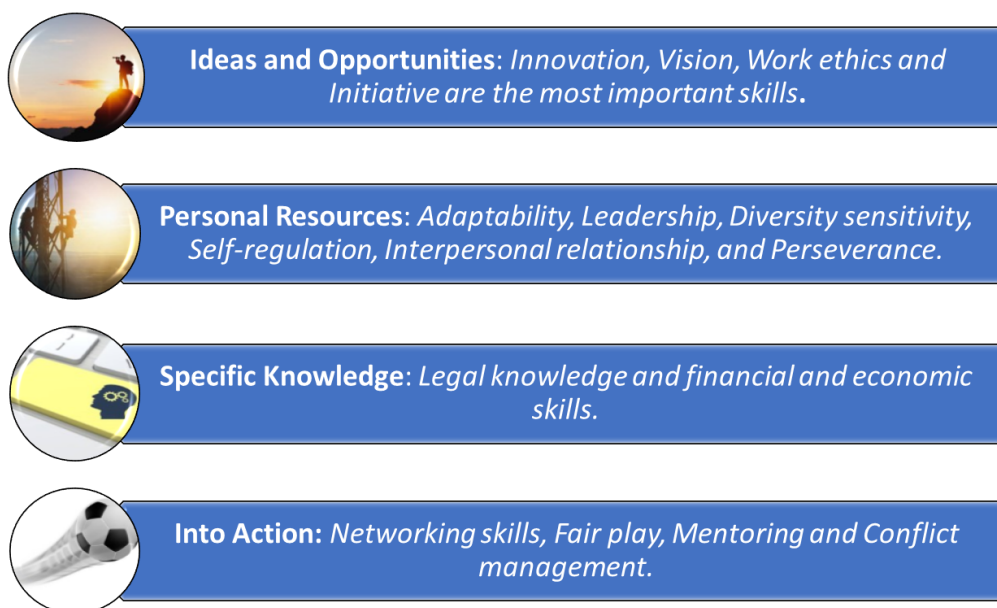 Ideas and Opportunities: Innovation, Vision, Work ethics and
Initiative are the most important skills.
Personal Resources: Adaptability, Leadership, Diversity sensitivity,
Self-regulation, Interpersonal relationship, and Perseverance.
Specific Knowledge: Legal knowledge and financial and economic
skills.
Into Action: Networking skills, Fair play, Mentoring and Conflict
management.